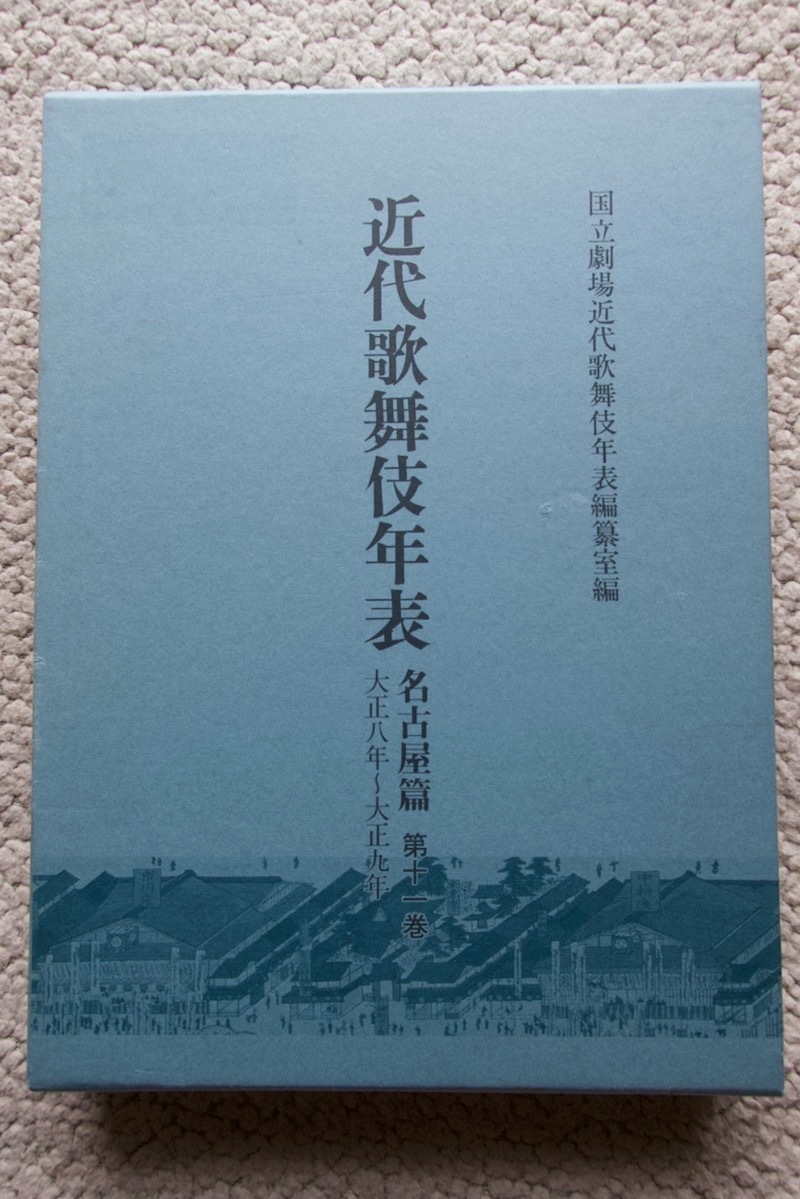 国立劇場近代歌舞伎年表編纂室編
近代歌舞伎年表
名古屋篇 第十一巻
大正八年〜大正九年